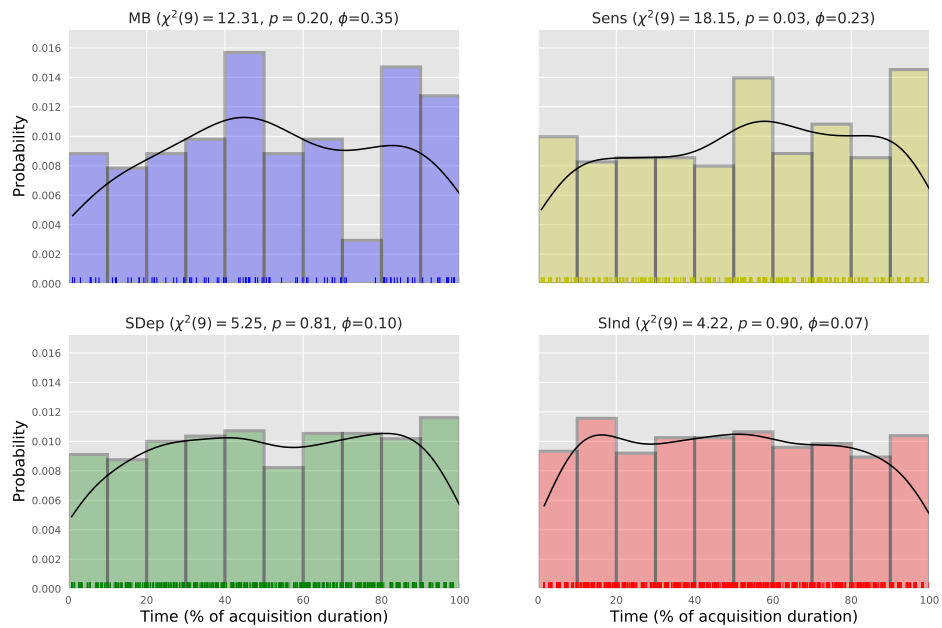 MB (χ²(9) = 12.31, p = 0.20, ϕ=0.35)
Sens (χ²(9) = 18.15, p = 0.03, ϕ=0.23)
Probability
0.016
0.014
0.012
0.010
0.008
0.006
0.004
0.002
0.000
SDep (χ²(9) = 5.25, p = 0.81, ϕ=0.10)
SInd (χ²(9) = 4.22, p = 0.90, ϕ=0.07)
Probability
0.016
0.014
0.012
0.010
0.008
0.006
0.004
0.002
0.000
0 20 40 60 80 100
0 20 40 60 80 100
Time (% of acquisition duration)
Time (% of acquisition duration)